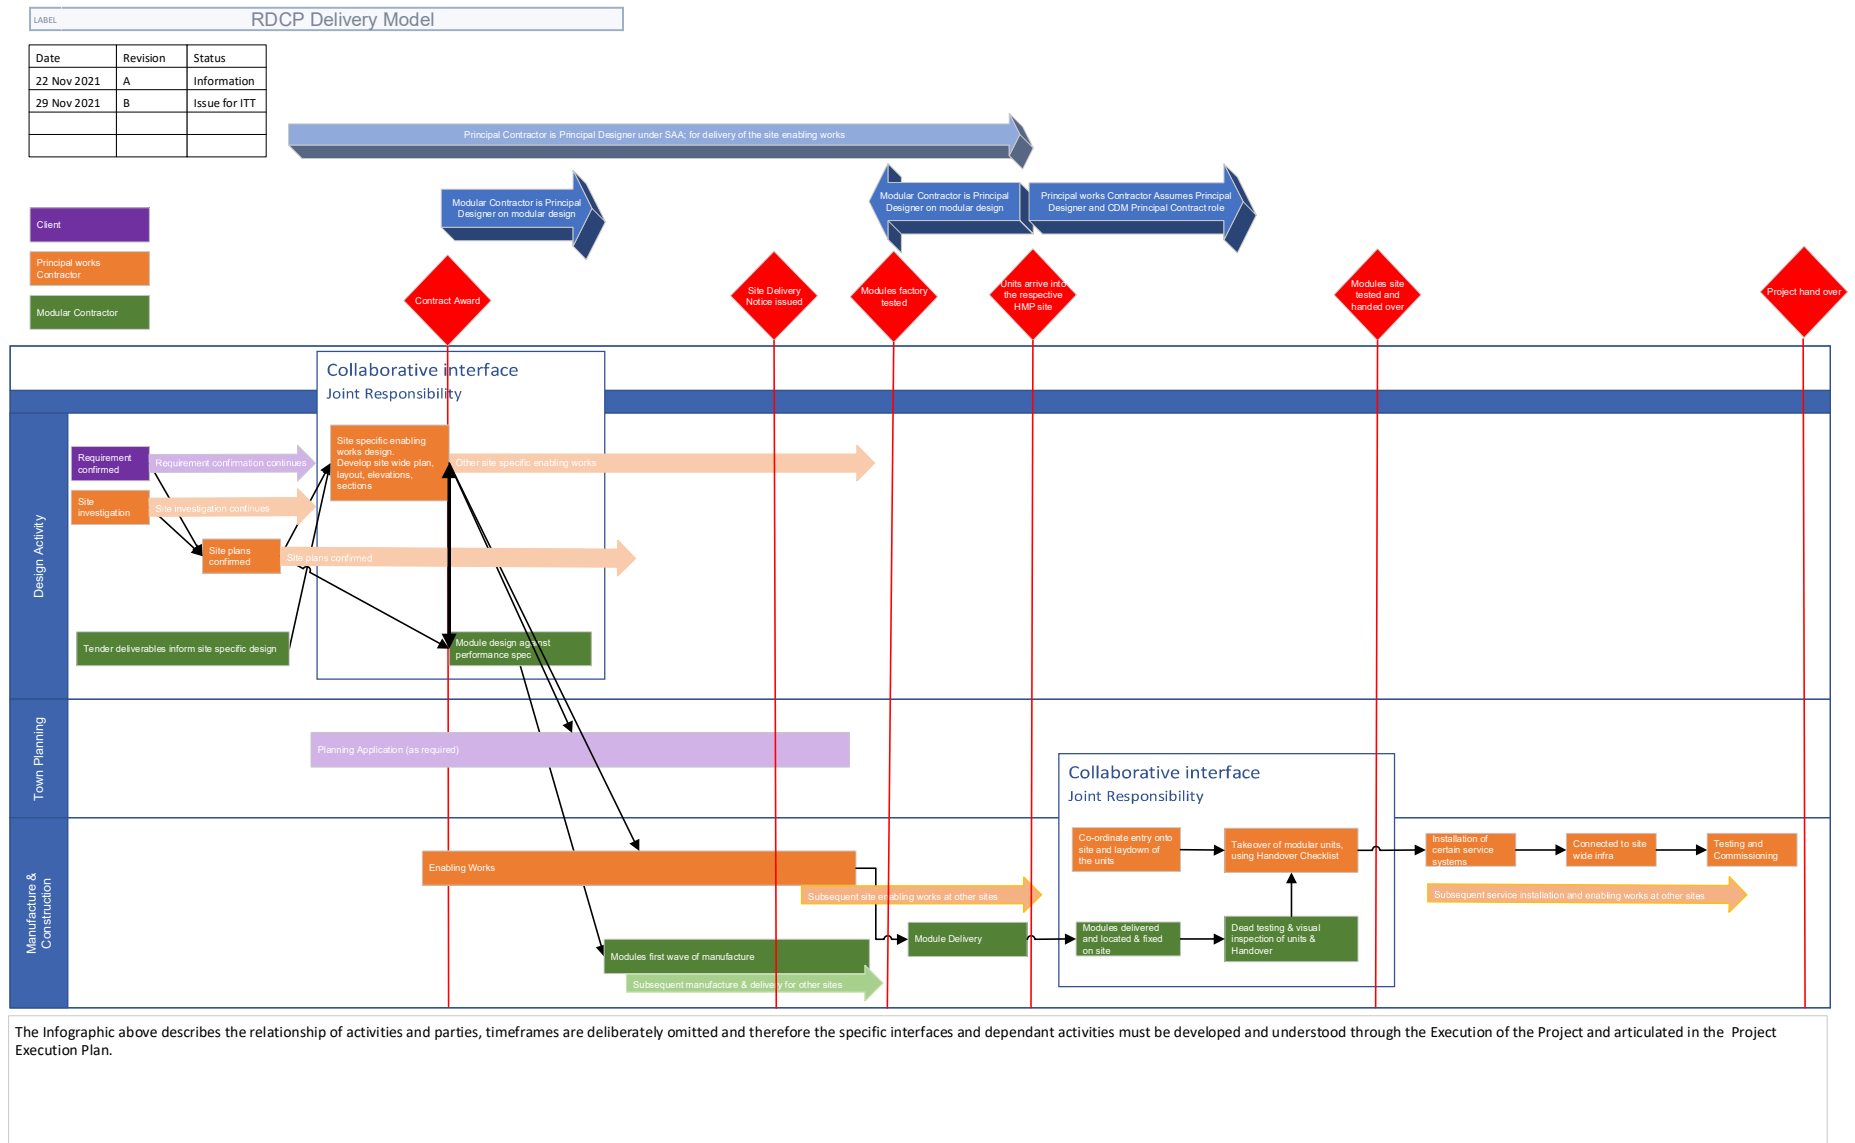 LABEL
RDCP Delivery Model
Date Revision Status
22 Nov 2021 A Information
29 Nov 2021 B Issue for ITT
Principal Contractor is Principal Designer under SAA; for delivery of the site enabling works
Modular Contractor is Principal
Designer on modular design
Modular Contractor is Principal
Designer on modular design
Principal works Contractor Assumes Principal
Designer and CDM Principal Contract role
Client
Principal works
Contractor
Modular Contractor
Contract Award
Site Delivery
Notice issued
Modules factory
tested
Units arrive into
the respective
HMP site
Modules site
tested and
handed over
Project hand over
Collaborative interface
Joint Responsibility
Design Activity
Requirement
confirmed
Requirement confirmation continues
Site
investigation
Site investigation continues
Site plans
confirmed
Site plans confirmed
Site specific enabling
works design.
Develop site wide plan,
layout, elevations,
sections
Other site specific enabling works
Tender deliverables inform site specific design
Module design against
performance spec
Town Planning
Planning Application (as required)
Collaborative interface
Joint Responsibility
Manufacture &
Construction
Enabling Works
Subsequent site enabling works at other sites
Module Delivery
Modules first wave of manufacture
Subsequent manufacture & delivery for other sites
Co-ordinate entry onto
site and laydown of
the units
Takeover of modular units,
using Handover Checklist
Modules delivered
and located & fixed
on site
Dead testing & visual
inspection of units &
Handover
Installation of
certain service
systems
Connected to site
wide infra
Testing and
Commissioning
Subsequent service installation and enabling works at other sites
The Infographic above describes the relationship of activities and parties, timeframes are deliberately omitted and therefore the specific interfaces and dependant activities must be developed and understood through the Execution of the Project and articulated in the  Project
Execution Plan.